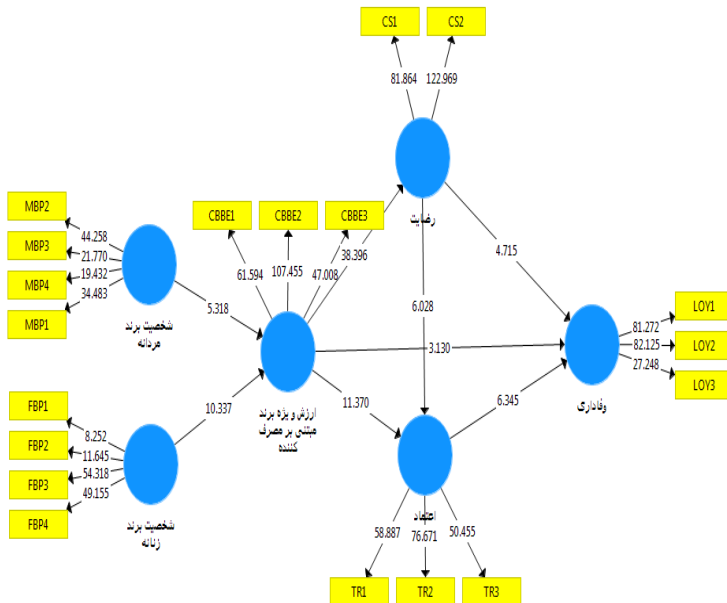 CS1
CS2
81.864
122.969
رضایت
MBP2
MBP3
MBP4
MBP1
44.258
21.770
19.432
34.483
شخصیت برند
مردانه
CBBE1
CBBE2
CBBE3
61.594
107.455
47.008
38.396
5.318
4.715
6.028
3.130
10.337
11.370
6.345
ارزش ویژه برند
مبتنی بر مصرف
کننده
LOY1
LOY2
LOY3
81.272
82.125
27.248
وفاداری
FBP1
FBP2
FBP3
FBP4
8.252
11.645
54.318
49.155
شخصیت برند
زنانه
اعتماد
58.887
76.671
50.455
TR1
TR2
TR3